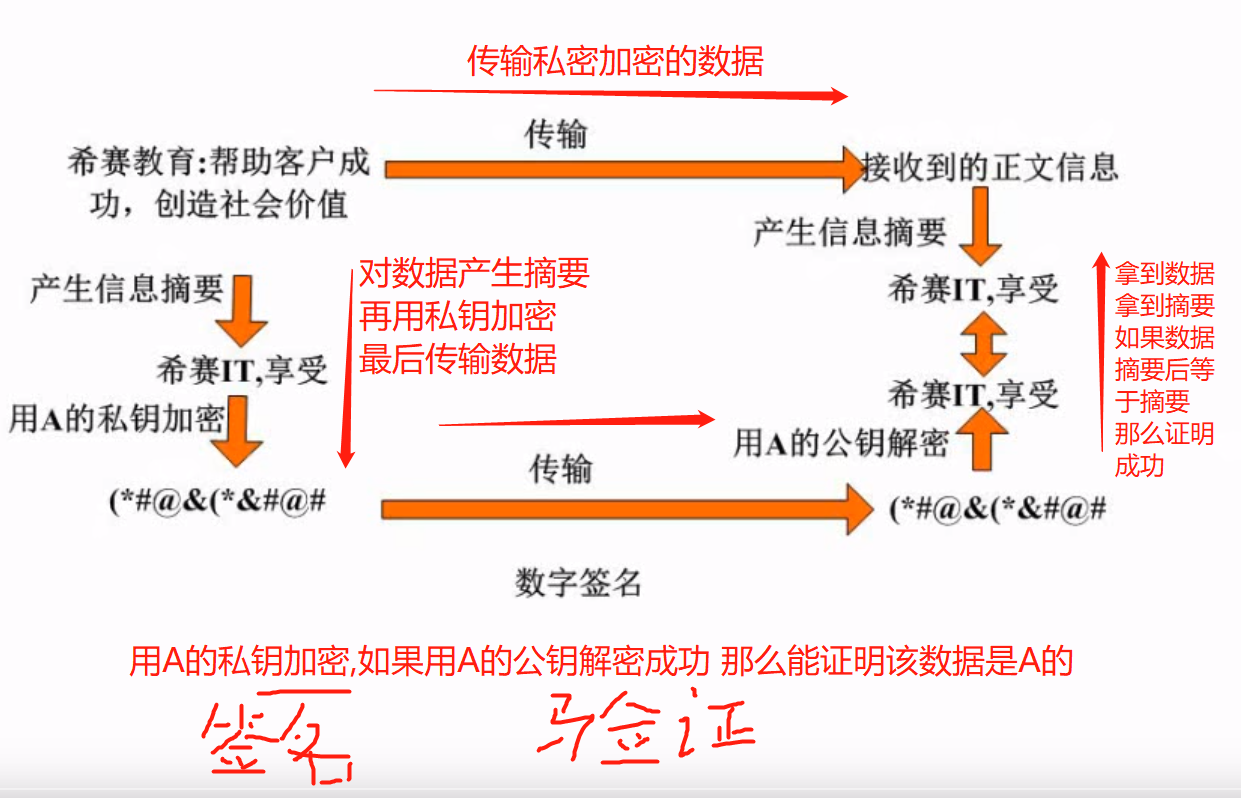 传输私密加密的数据
传输
希赛教育:帮助客户成
功，创造社会价值
接收到的正文信息
产生信息摘要
产生信息摘要
对数据产生摘要
再用私钥加密
最后传输数据
希赛IT,享受
拿到数据
拿到摘要
如果数据
摘要后等
于摘要
那么证明
成功
希赛IT,享受
希赛IT,享受
用A的私钥加密
用A的公钥解密
传输
(*#@&(*&#@#
(*#@&(*&#@#
数字签名
用A的私钥加密,如果用A的公钥解密成功 那么能证明该数据是A的
签名
验证